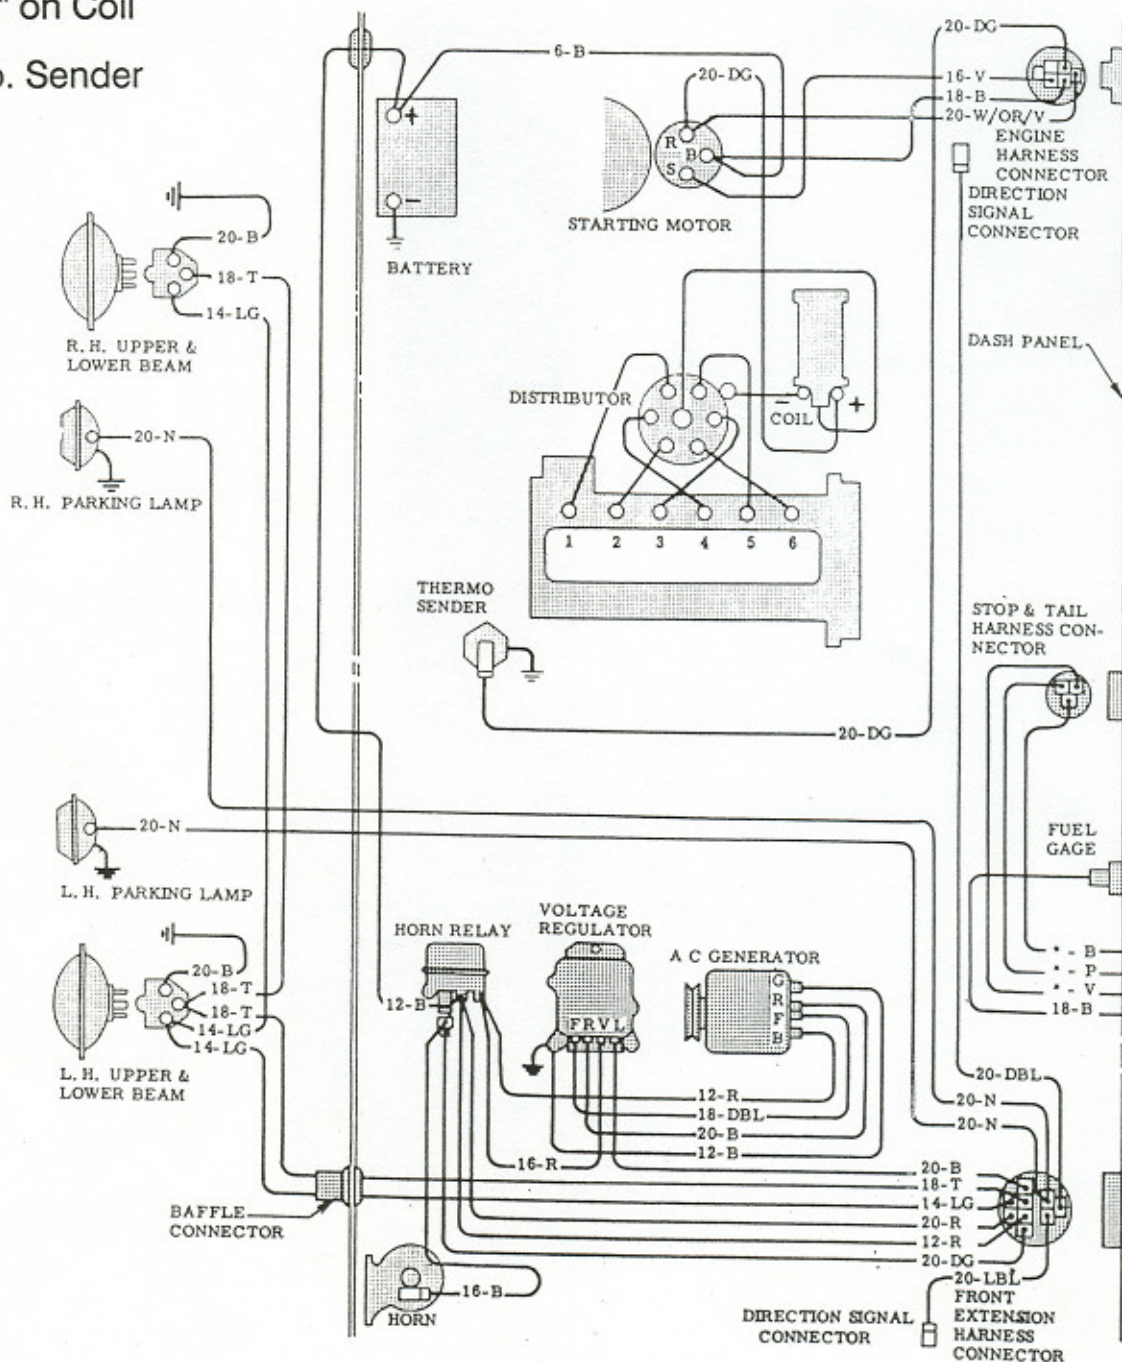 " on Coil
o. Sender
6-B
20-DG
20-DG
16-V
18-B
20-W/OR/V
ENGINE
HARNESS
CONNECTOR
DIRECTION
SIGNAL
CONNECTOR
+
-
BATTERY
R
B
S
STARTING MOTOR
20-B
18-T
14-LG
R.H. UPPER &
LOWER BEAM
20-N
R.H. PARKING LAMP
DISTRIBUTOR
-
COIL
+
DASH PANEL
1 2 3 4 5 6
THERMO
SENDER
20-DG
STOP & TAIL
HARNESS CON-
NECTOR
20-N
L.H. PARKING LAMP
FUEL
GAGE
* - B
* - P
* - V
18-B
20-B
18-T
18-T
14-LG
14-LG
L.H. UPPER &
LOWER BEAM
HORN RELAY
12-B
VOLTAGE
REGULATOR
F R V L
A C GENERATOR
G
R
F
B
12-R
18-DBL
20-B
12-B
16-R
20-DBL
20-N
20-N
20-B
18-T
14-LG
20-R
12-R
20-DG
20-LBL
BAFFLE
CONNECTOR
16-B
HORN
DIRECTION SIGNAL
CONNECTOR
FRONT
EXTENSION
HARNESS
CONNECTOR